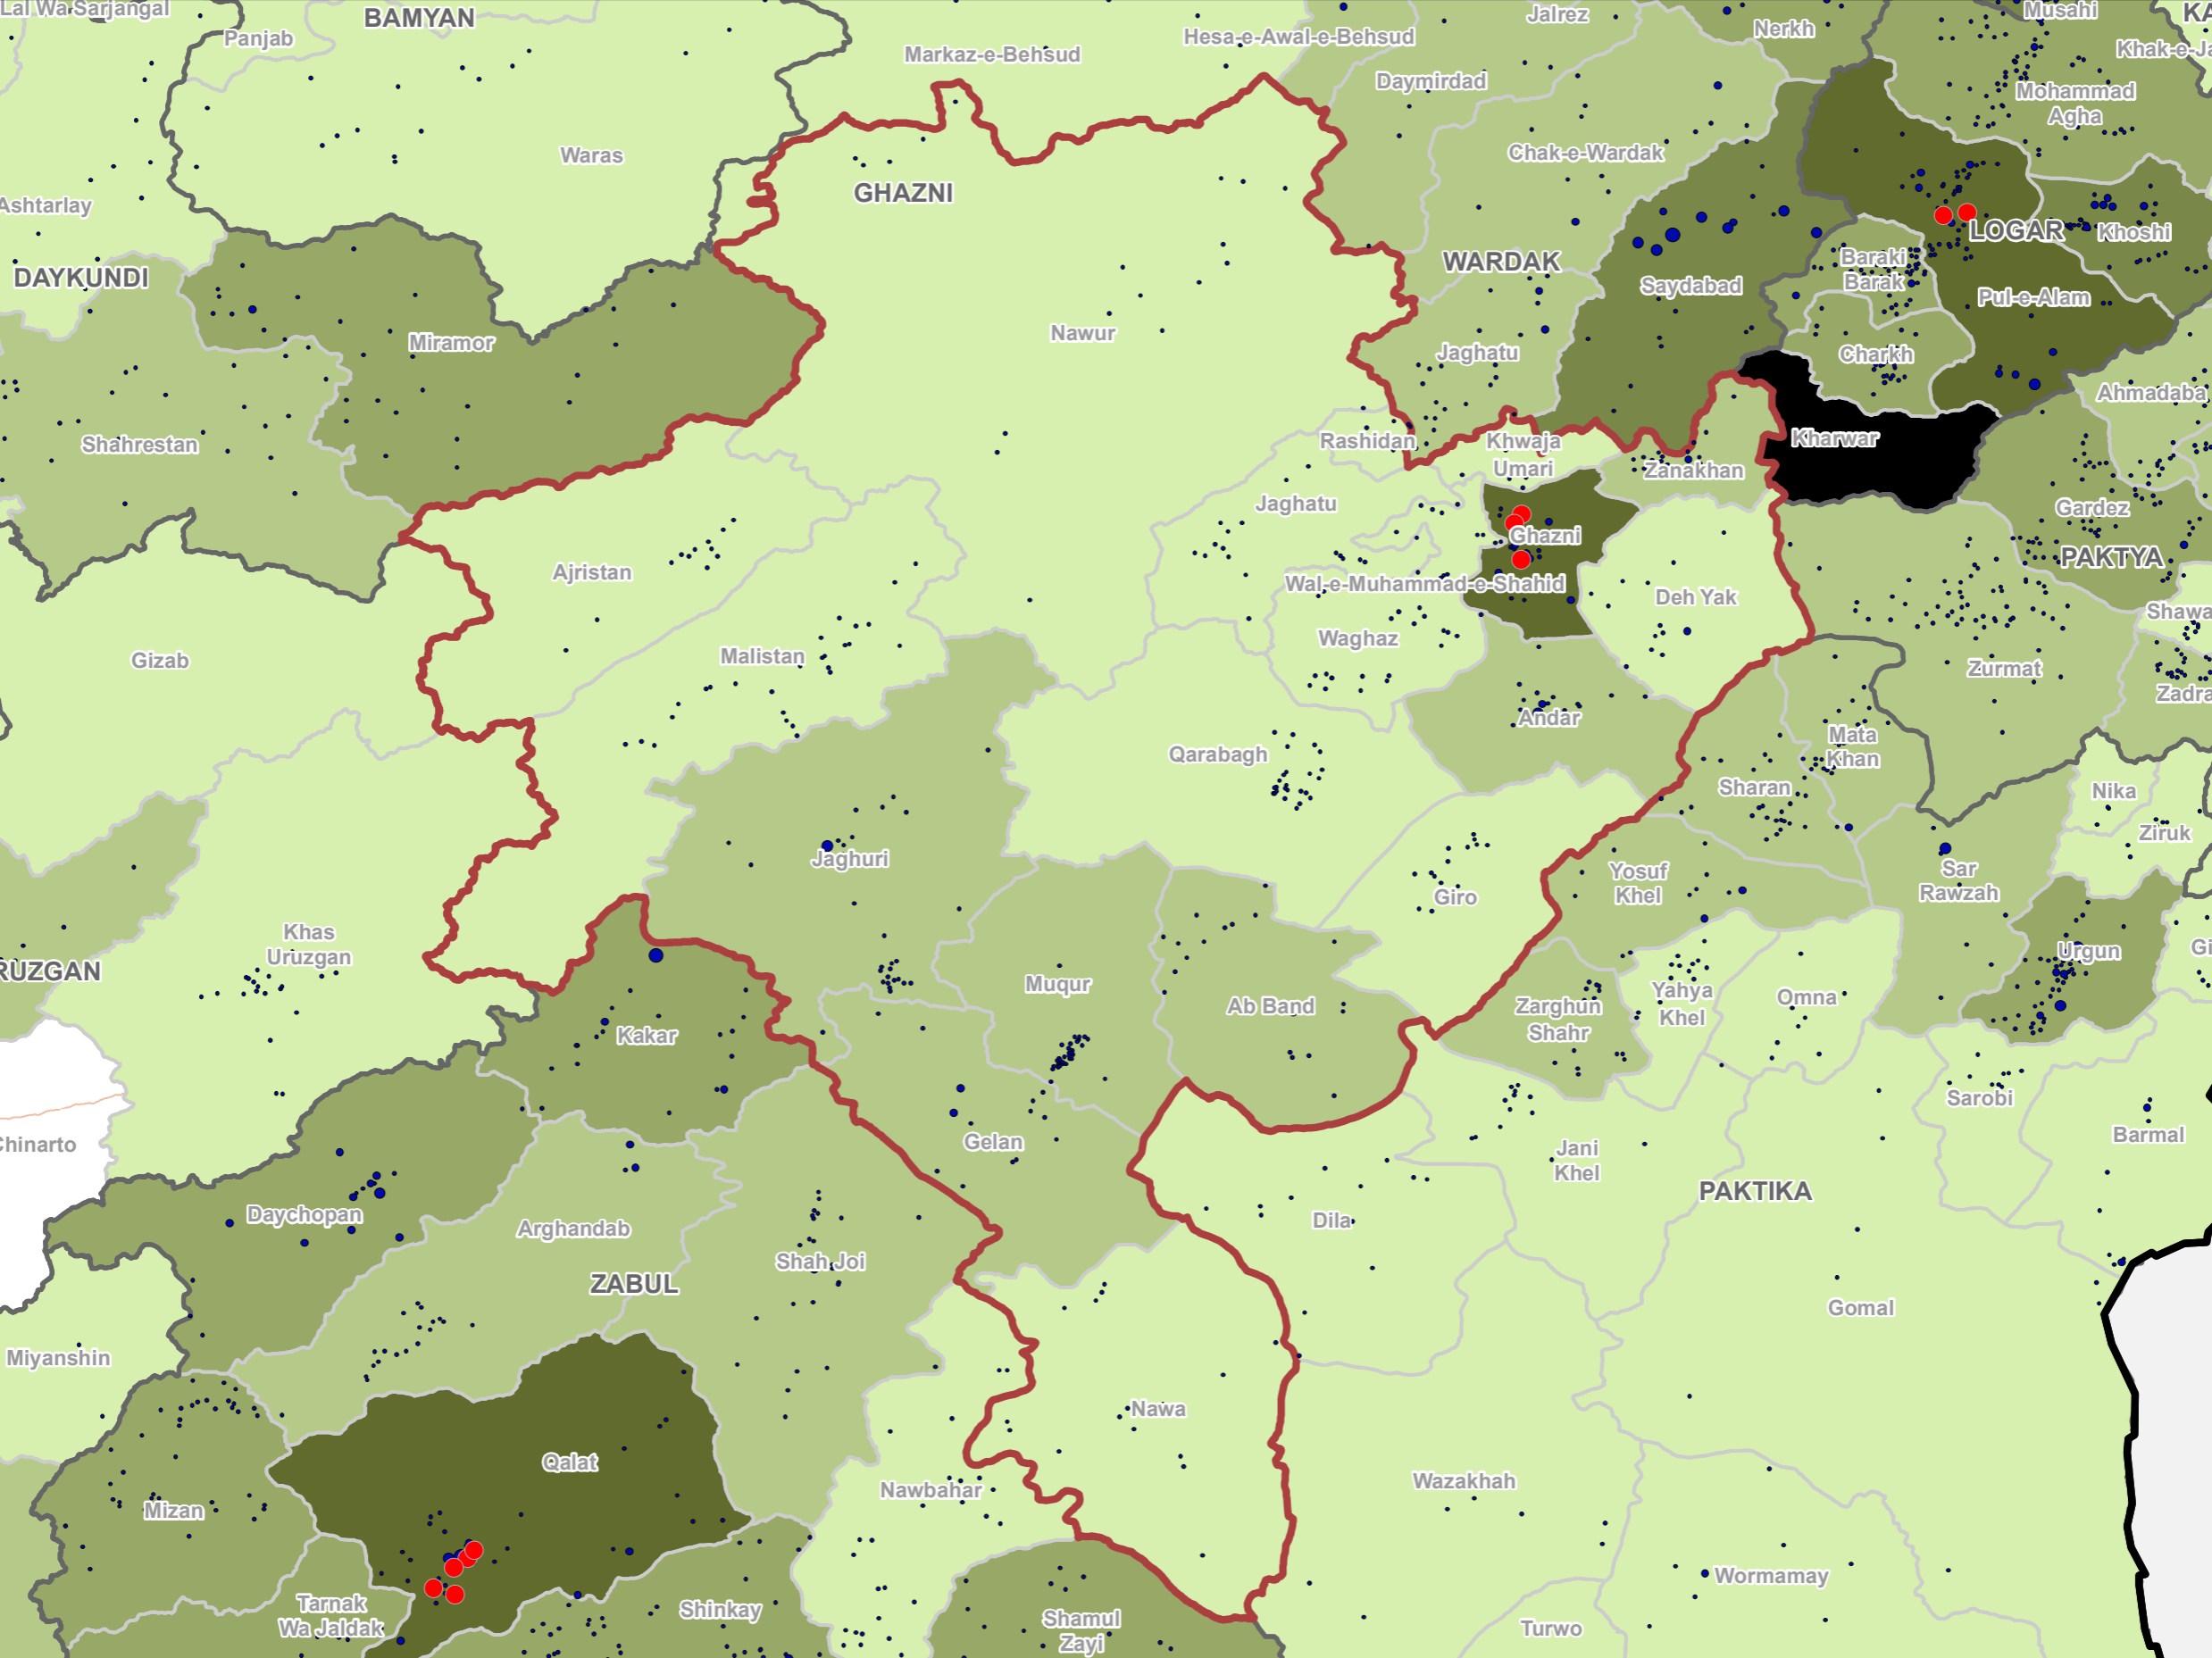 Lal Wa Sarjangal
BAMYAN
Panjab
Markaz-e-Behsud
Hesa-e-Awal-e-Behsud
Jalrez
Nerkh
Musahi
Khak-e-Ja
Daymirdad
Mohammad
Agha
Waras
Chak-e-Wardak
GHAZNI
Ashtarlay
LOGAR
Khoshi
WARDAK
Baraki
Barak
DAYKUNDI
Saydabad
Pul-e-Alam
Nawur
Miramor
Jaghatu
Charkh
Ahmadaba
Shahrestan
Rashidan
Khwaja
Umari
Kharwar
Zanakhan
Jaghatu
Gardez
Ghazni
PAKTYA
Ajristan
Wal-e-Muhammad-e-Shahid
Deh Yak
Shawa
Waghaz
Gizab
Malistan
Zurmat
Zadra
Andar
Mata
Khan
Qarabagh
Sharan
Nika
Ziruk
Jaghuri
Yosuf
Khel
Sar
Rawzah
Giro
Khas
Uruzgan
Urgun
Gi
RUZGAN
Muqur
Yahya
Khel
Omna
Ab Band
Zarghun
Shahr
Kakar
Sarobi
Chinarto
Gelan
Barmal
Jani
Khel
PAKTIKA
Daychopan
Arghandab
Dila
Shah Joi
ZABUL
Gomal
Miyanshin
Nawa
Qalat
Wazakhah
Nawbahar
Mizan
Wormamay
Tarnak
Wa Jaldak
Shinkay
Shamul
Zayi
Turwo